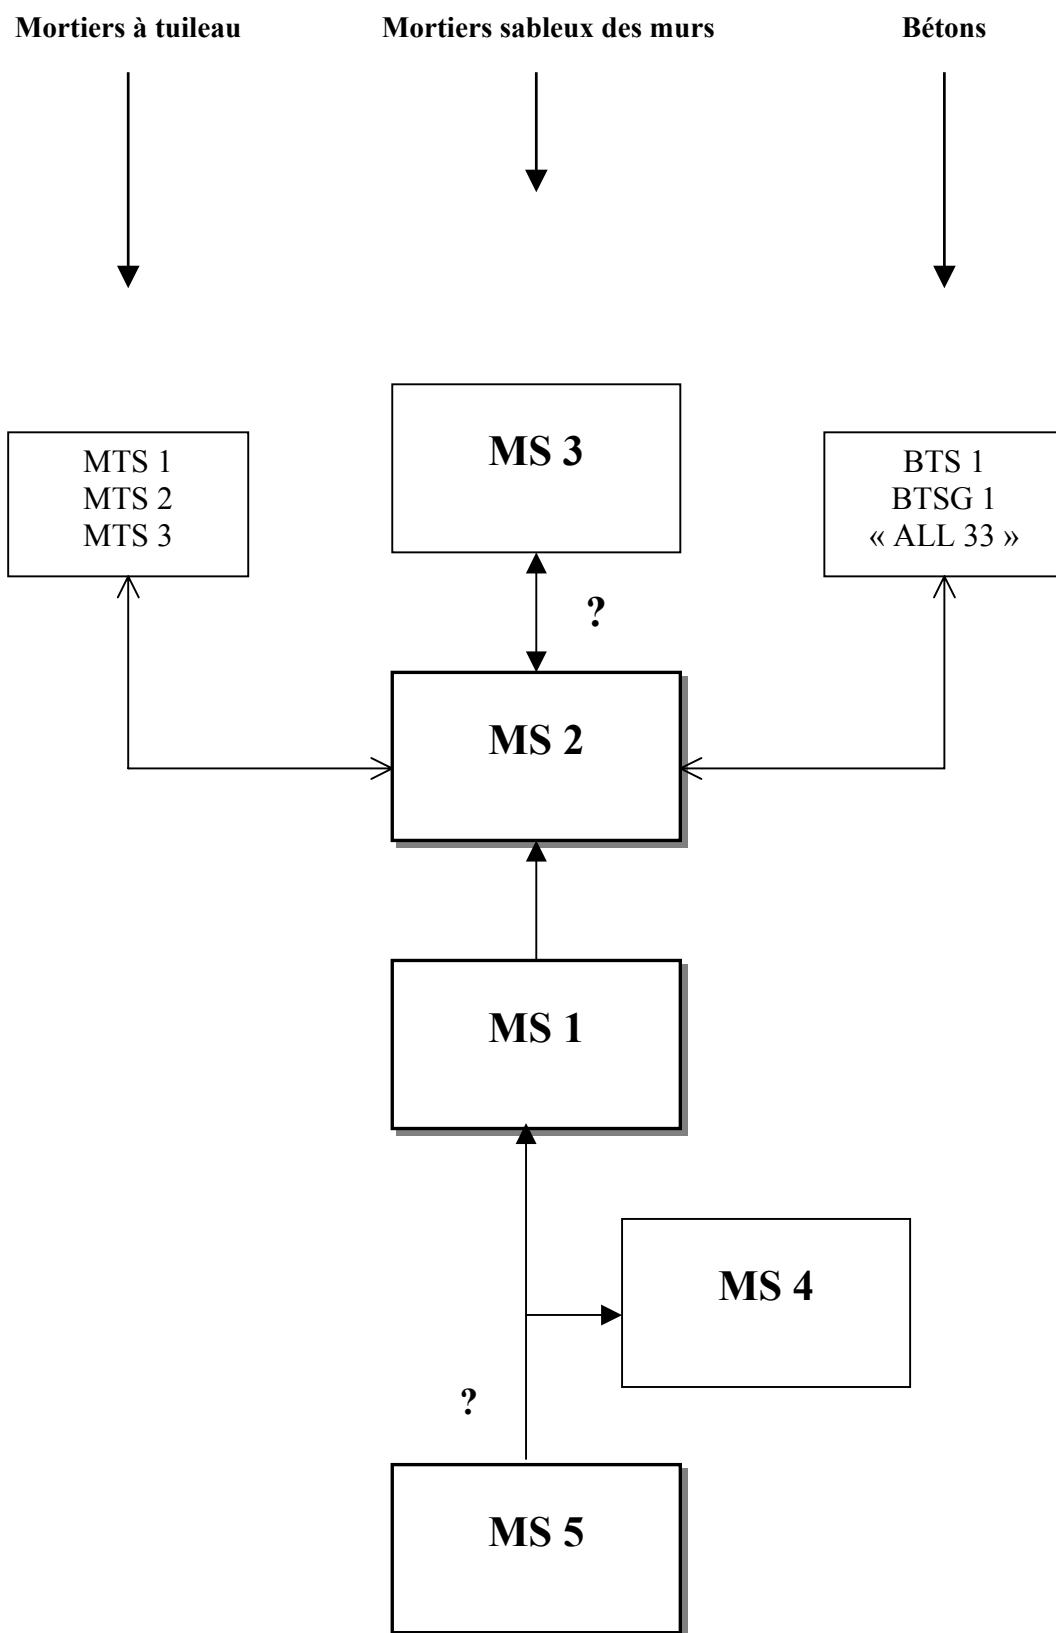 Mortiers à tuileau
Mortiers sableux des murs
Bétons
MS 3
MTS 1
MTS 2
MTS 3
BTS 1
BTSG 1
« ALL 33 »
?
MS 2
MS 1
MS 4
?
MS 5